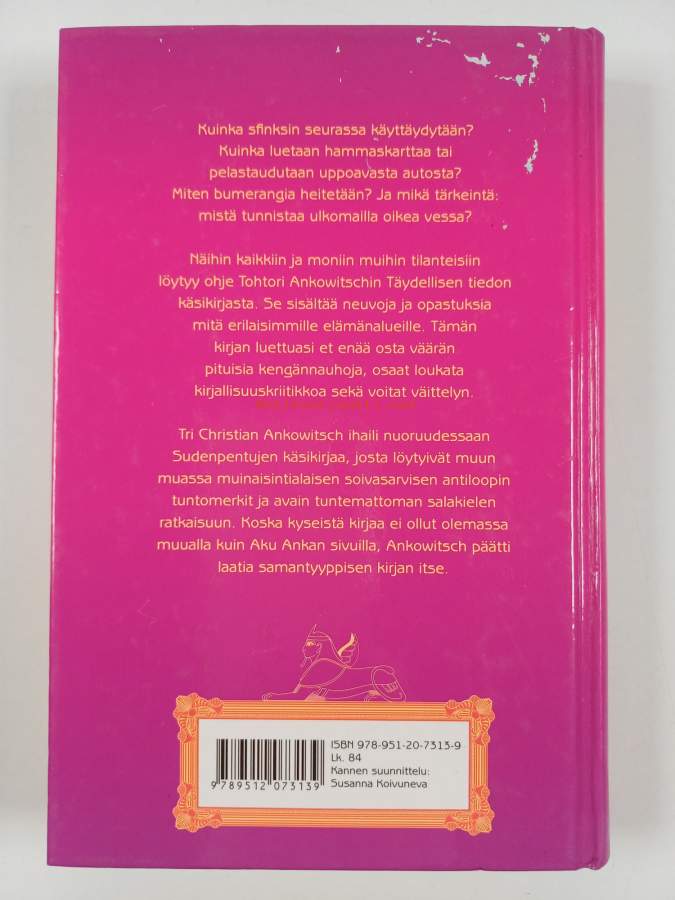 Kuinka sfinksin seurassa käyttäydytään?
Kuinka luetaan hammaskarttaa tai
pelastaudutaan uppoavasta autosta?
Miten bumerangia heitetään? Ja mikä tärkeintä:
mistä tunnistaa ulkomailla oikea vessa?
Näihin kaikkiin ja moniin muihin tilanteisiin
löytyy ohje Tohtori Ankowitschin Täydellisen tiedon
käsikirjasta. Se sisältää neuvoja ja opastuksia
mitä erilaisimmille elämänalueille. Tämän
kirjan luettuasi et enää osta väärän
pituisia kengännauhoja, osaat loukata
kirjallisuuskriitikkoa sekä voitat väittelyn.
Tri Christian Ankowitsch ihaili nuoruudessaan
Sudenpentujen käsikirjaa, josta löytyivät muun
muassa muinaisintialaisen soivasarvisen antiloopin
tuntomerkit ja avain tuntemattoman salakielen
ratkaisuun. Koska kyseistä kirjaa ei ollut olemassa
muualla kuin Aku Ankan sivuilla, Ankowitsch päätti
laatia samantyyppisen kirjan itse.
ISBN 978-951-20-7313-9
Lk. 84
Kannen suunnittelu:
Susanna Koivuneva
9 789512 073139